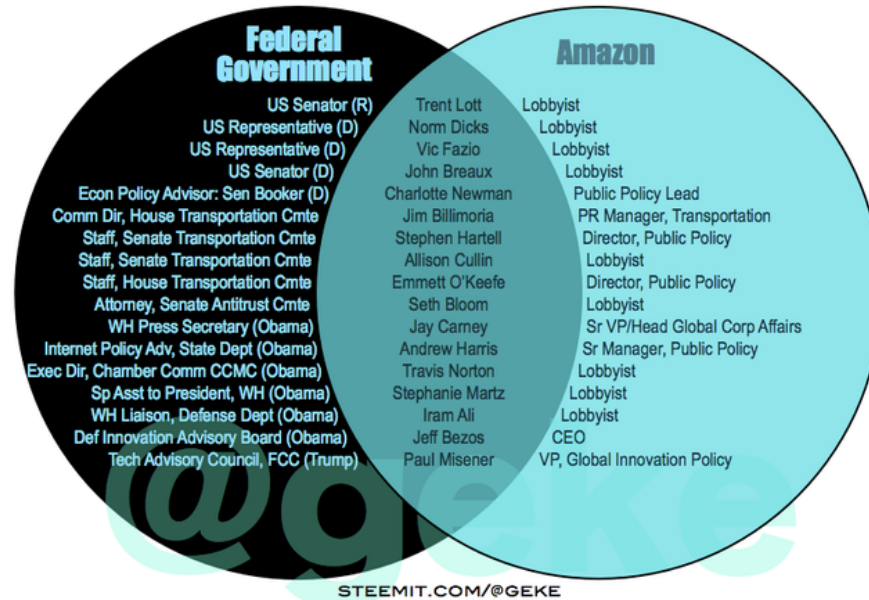 Federal
Government
Amazon
US Senator (R) Trent Lott Lobbyist
US Representative (D) Norm Dicks Lobbyist
US Representative (D) Vic Fazio Lobbyist
US Senator (D) John Breaux Lobbyist
Econ Policy Advisor: Sen Booker (D) Charlotte Newman Public Policy Lead
Comm Dir, House Transportation Cmte Jim Billimoria PR Manager, Transportation
Staff, Senate Transportation Cmte Stephen Hartell Director, Public Policy
Staff, Senate Transportation Cmte Allison Cullin Lobbyist
Staff, House Transportation Cmte Emmett O'Keefe Director, Public Policy
Attorney, Senate Antitrust Cmte Seth Bloom Lobbyist
WH Press Secretary (Obama) Jay Carney Sr VP/Head Global Corp Affairs
Internet Policy Adv, State Dept (Obama) Andrew Harris Sr Manager, Public Policy
Exec Dir, Chamber Comm CCMC (Obama) Travis Norton Lobbyist
Sp Asst to President, WH (Obama) Stephanie Martz Lobbyist
WH Liaison, Defense Dept (Obama) Iram Ali Lobbyist
Def Innovation Advisory Board (Obama) Jeff Bezos CEO
Tech Advisory Council, FCC (Trump) Paul Misener VP, Global Innovation Policy
@geke
STEEMIT.COM/@GEKE